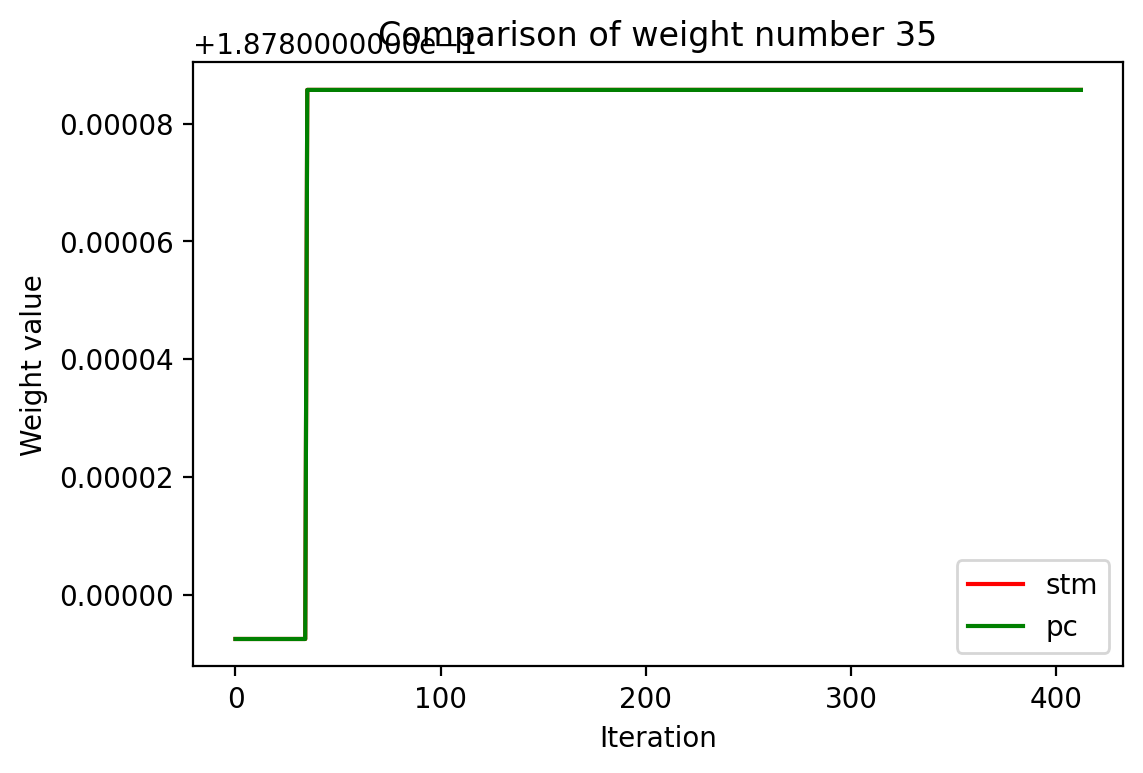 Comparison of weight number 35
+1.8780000000e−1
0.00008
0.00006
0.00004
0.00002
0.00000
Weight value
0 100 200 300 400
Iteration
stm
pc